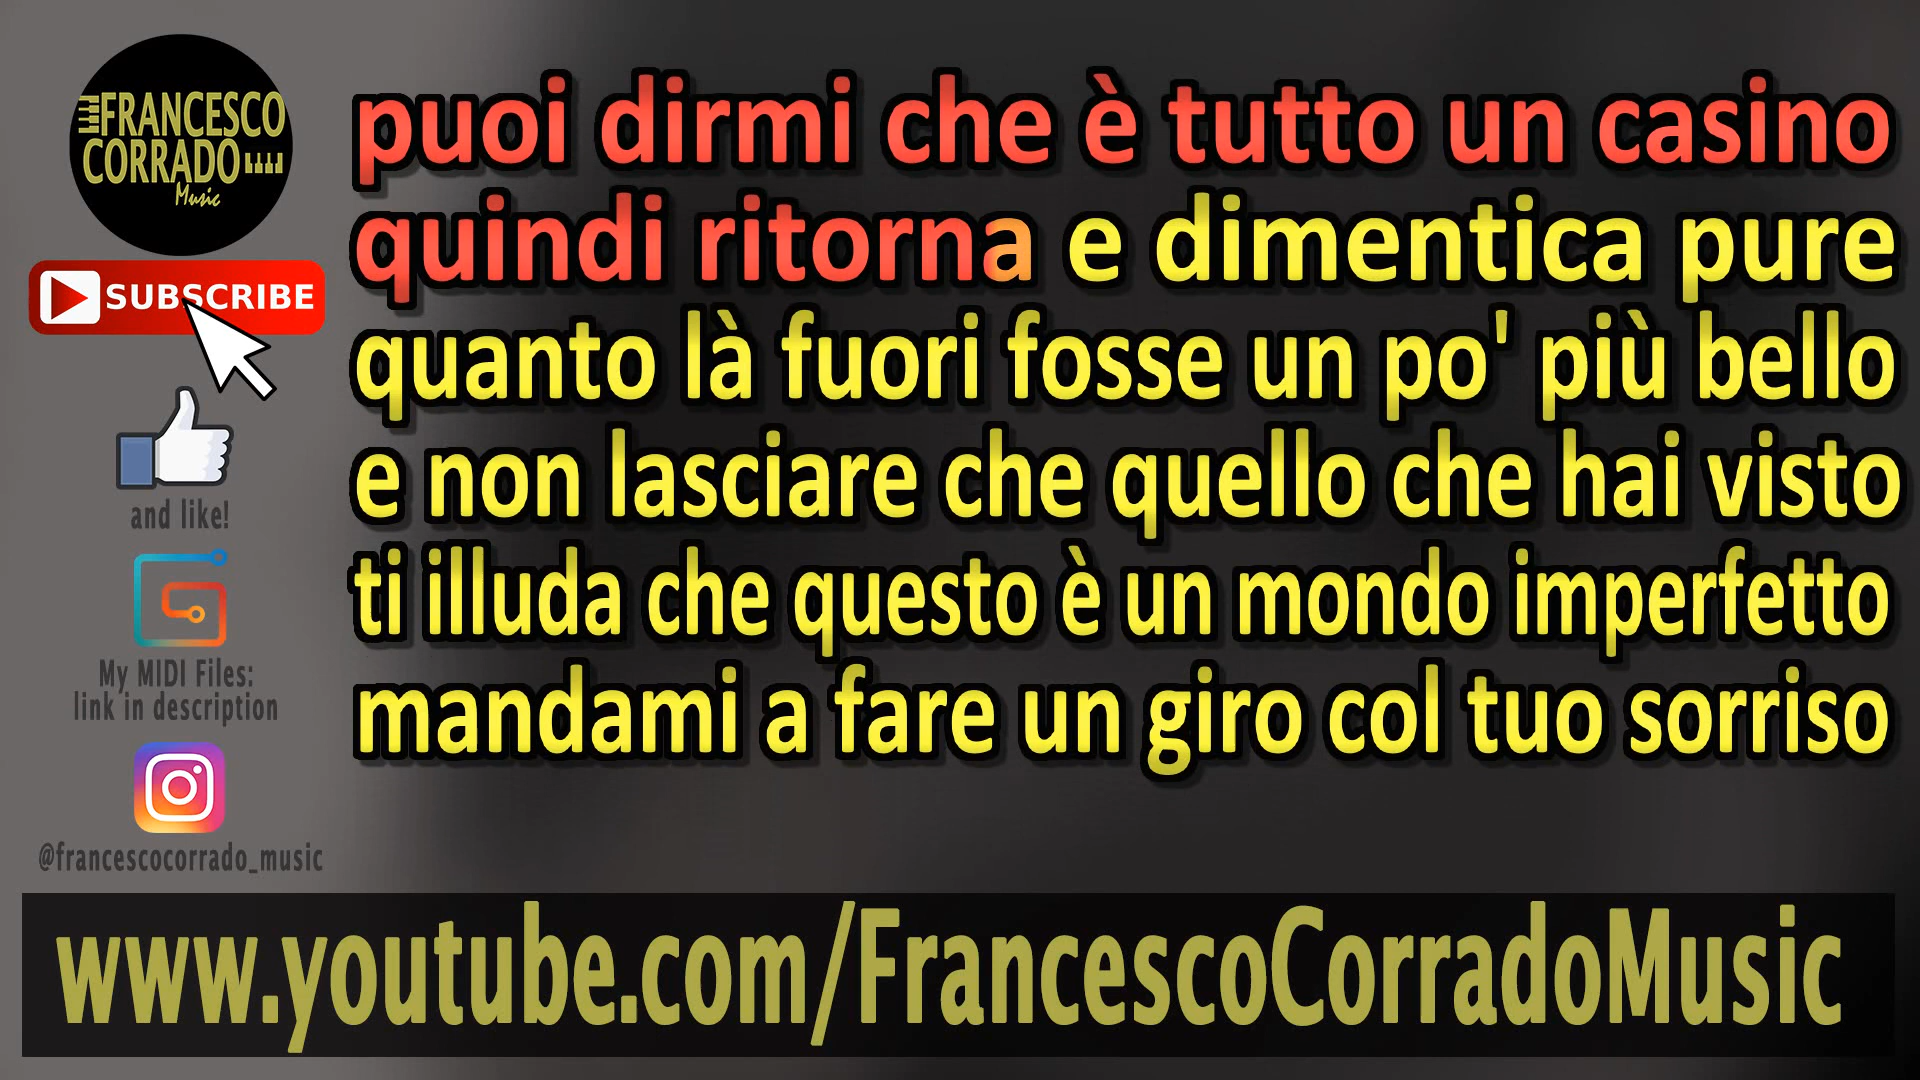 FRANCESCO
CORRADO
Music
SUBSCRIBE
and like!
My MIDI Files:
link in description
@francescocorrado_music
puoi dirmi che è tutto un casino
quindi ritorna e dimentica pure
quanto là fuori fosse un po' più bello
e non lasciare che quello che hai visto
ti illuda che questo è un mondo imperfetto
mandami a fare un giro col tuo sorriso
www.youtube.com/FrancescoCorradoMusic